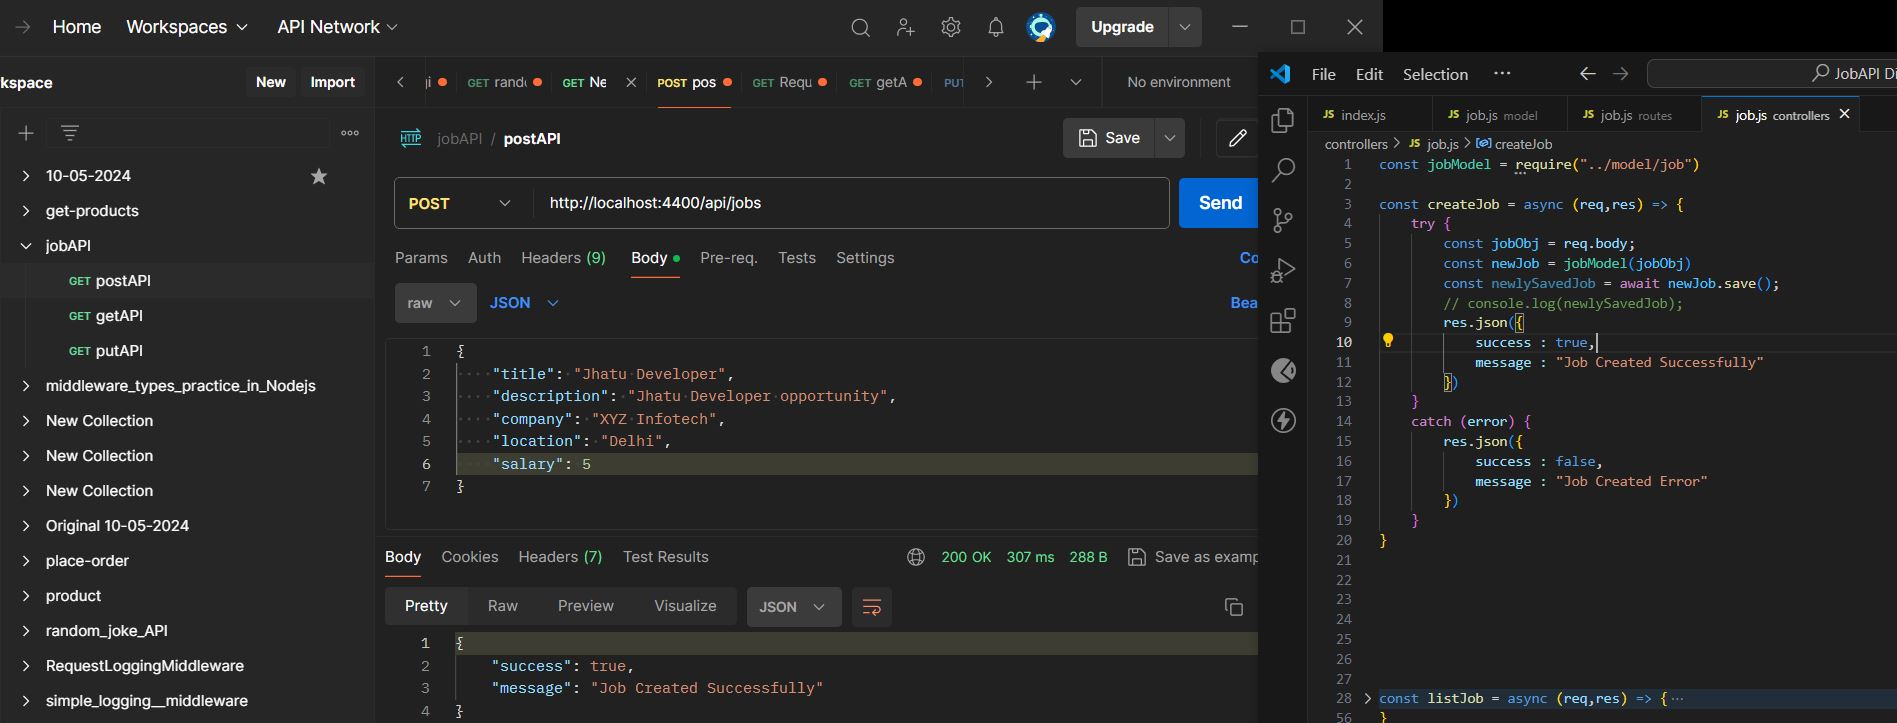 Home Workspaces API Network Upgrade
kspace New Import
GET rand GET Ne POST pos GET Requ GET getA PUT No environment
10-05-2024
get-products
jobAPI
GET postAPI
GET getAPI
GET putAPI
middleware_types_practice_in_Nodejs
New Collection
New Collection
New Collection
Original 10-05-2024
place-order
product
random_joke_API
RequestLoggingMiddleware
simple_logging__middleware
HTTP jobAPI / postAPI Save
POST http://localhost:4400/api/jobs Send
Params Auth Headers (9) Body Pre-req. Tests Settings Co
raw JSON Bea
1 {
2 "title": "Jhatu Developer",
3 "description": "Jhatu Developer opportunity",
4 "company": "XYZ Infotech",
5 "location": "Delhi",
6 "salary": 5
7 }
Body Cookies Headers (7) Test Results 200 OK 307 ms 288 B Save as examp
Pretty Raw Preview Visualize JSON
1 {
2 "success": true,
3 "message": "Job Created Successfully"
4 }
File Edit Selection ... JobAPI Di
JS index.js JS job.js model JS job.js routes JS job.js controllers
controllers > JS job.js > createJob
1 const jobModel = require("../model/job")
2
3 const createJob = async (req,res) => {
4 try {
5 const jobObj = req.body;
6 const newJob = jobModel(jobObj)
7 const newlySavedJob = await newJob.save();
8 // console.log(newlySavedJob);
9 res.json({
10 success : true,
11 message : "Job Created Successfully"
12 })
13 }
14 catch (error) {
15 res.json({
16 success : false,
17 message : "Job Created Error"
18 })
19 }
20 }
21
22
23
24
25
26
27
28 const listJob = async (req,res) => {...
56 }